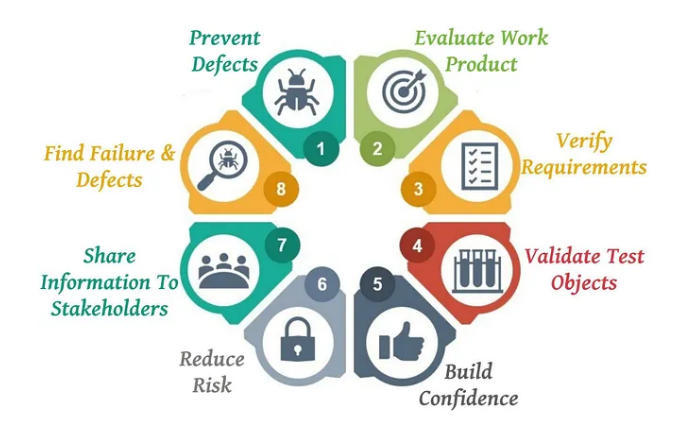 Prevent
Defects
1
Evaluate Work
Product
2
Verify
Requirements
3
Validate Test
Objects
4
Build
Confidence
5
Reduce
Risk
6
Share
Information To
Stakeholders
7
Find Failure &
Defects
8